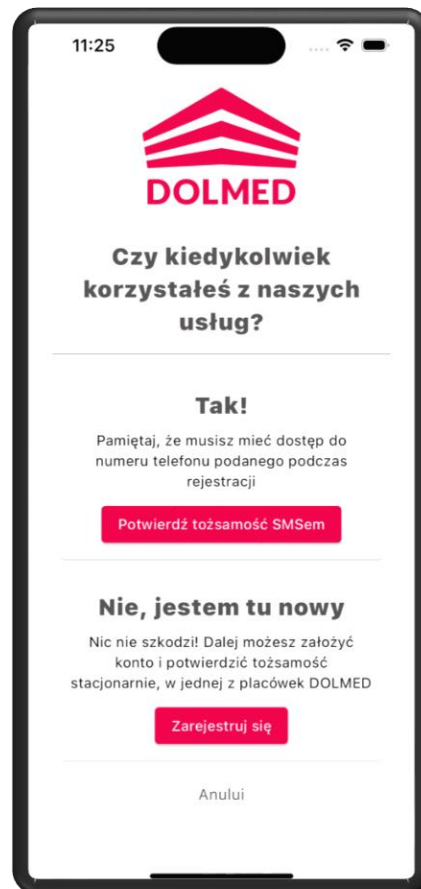 11:25
DOLMED
Czy kiedykolwiek
korzystałeś z naszych
usług?
Tak!
Pamiętaj, że musisz mieć dostęp do
numeru telefonu podanego podczas
rejestracji
Potwierdź tożsamość SMSem
Nie, jestem tu nowy
Nic nie szkodzi! Dalej możesz założyć
konto i potwierdzić tożsamość
stacjonarnie, w jednej z placówek DOLMED
Zarejestruj się
Anului